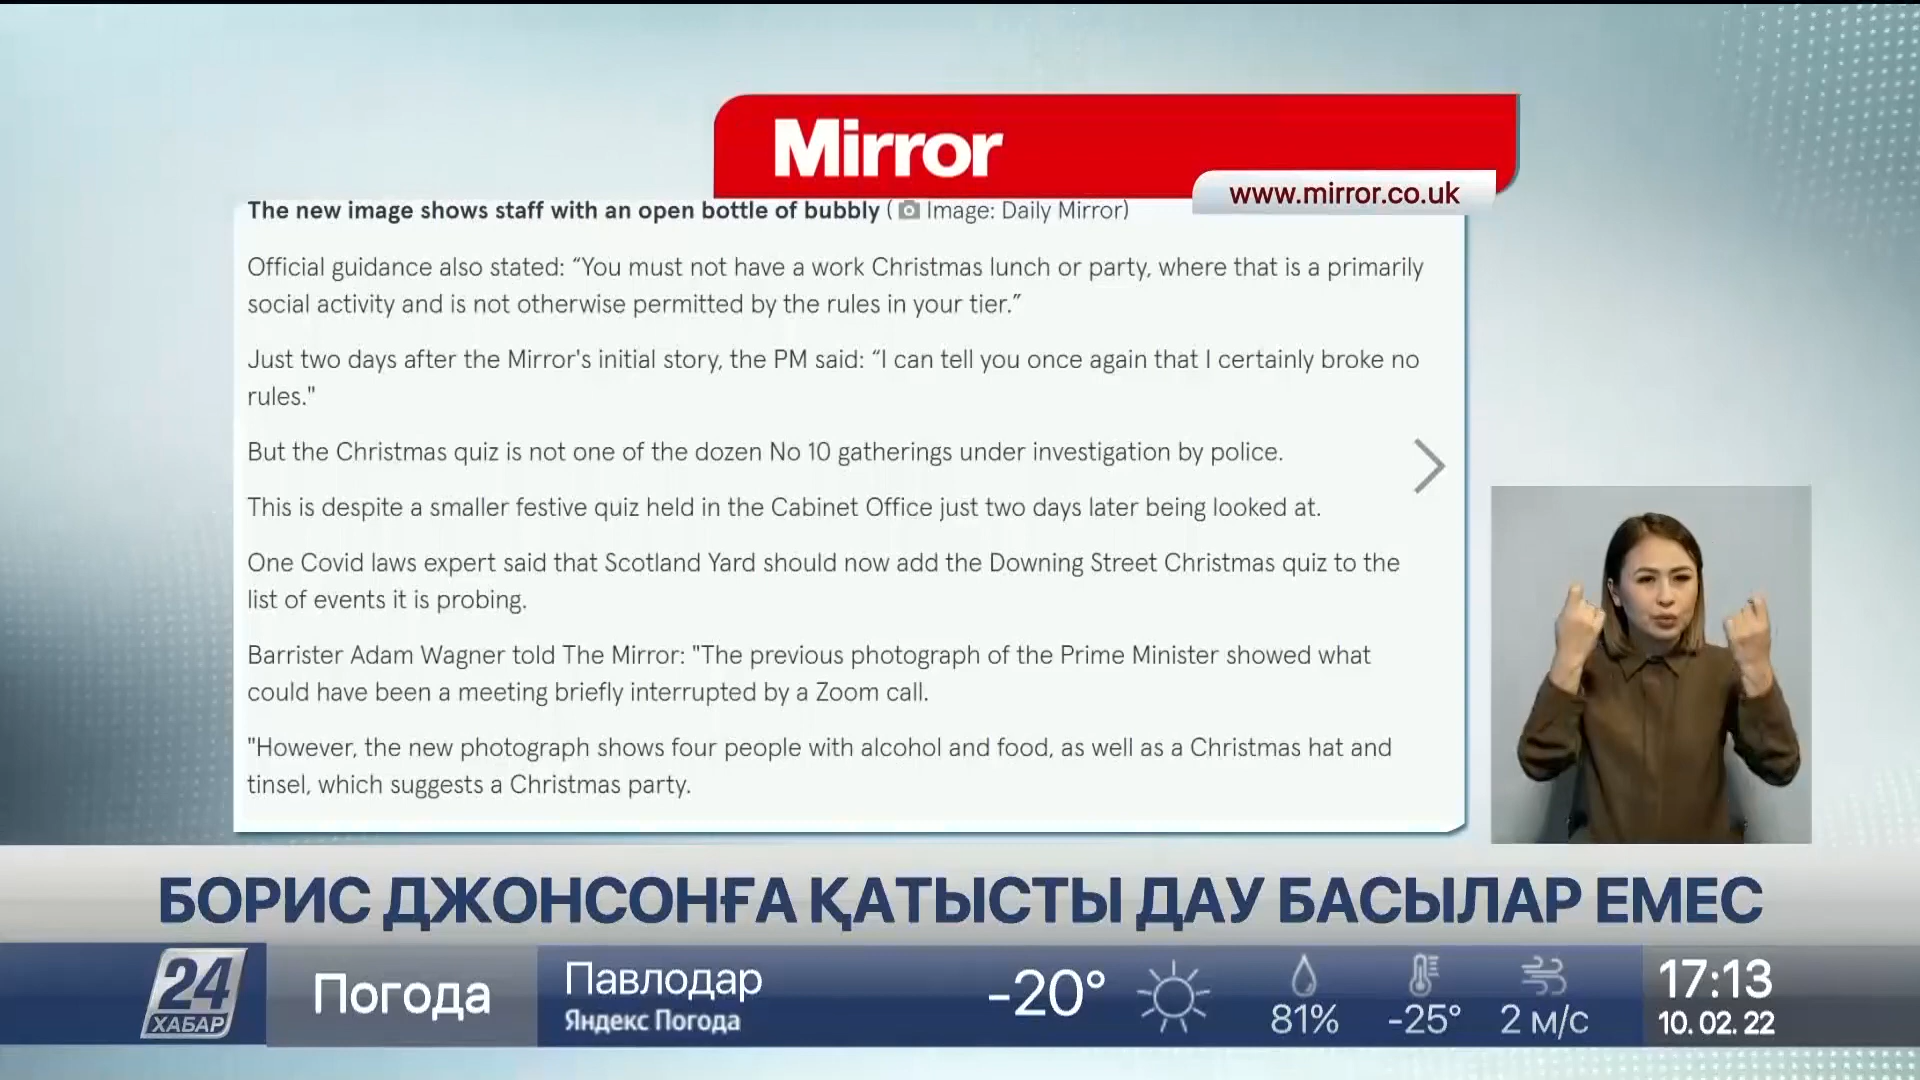 Mirror
www.mirror.co.uk
The new image shows staff with an open bottle of bubbly ( Image: Daily Mirror)
Official guidance also stated: “You must not have a work Christmas lunch or party, where that is a primarily
social activity and is not otherwise permitted by the rules in your tier.”
Just two days after the Mirror's initial story, the PM said: “I can tell you once again that I certainly broke no
rules."
But the Christmas quiz is not one of the dozen No 10 gatherings under investigation by police.
This is despite a smaller festive quiz held in the Cabinet Office just two days later being looked at.
One Covid laws expert said that Scotland Yard should now add the Downing Street Christmas quiz to the
list of events it is probing.
Barrister Adam Wagner told The Mirror: "The previous photograph of the Prime Minister showed what
could have been a meeting briefly interrupted by a Zoom call.
"However, the new photograph shows four people with alcohol and food, as well as a Christmas hat and
tinsel, which suggests a Christmas party.
БОРИС ДЖОНСОНҒА ҚАТЫСТЫ ДАУ БАСЫЛАР ЕМЕС
24
ХАБАР
Погода
Павлодар
Яндекс Погода
-20°
81%
-25°
2 м/с
17:13
10. 02. 22